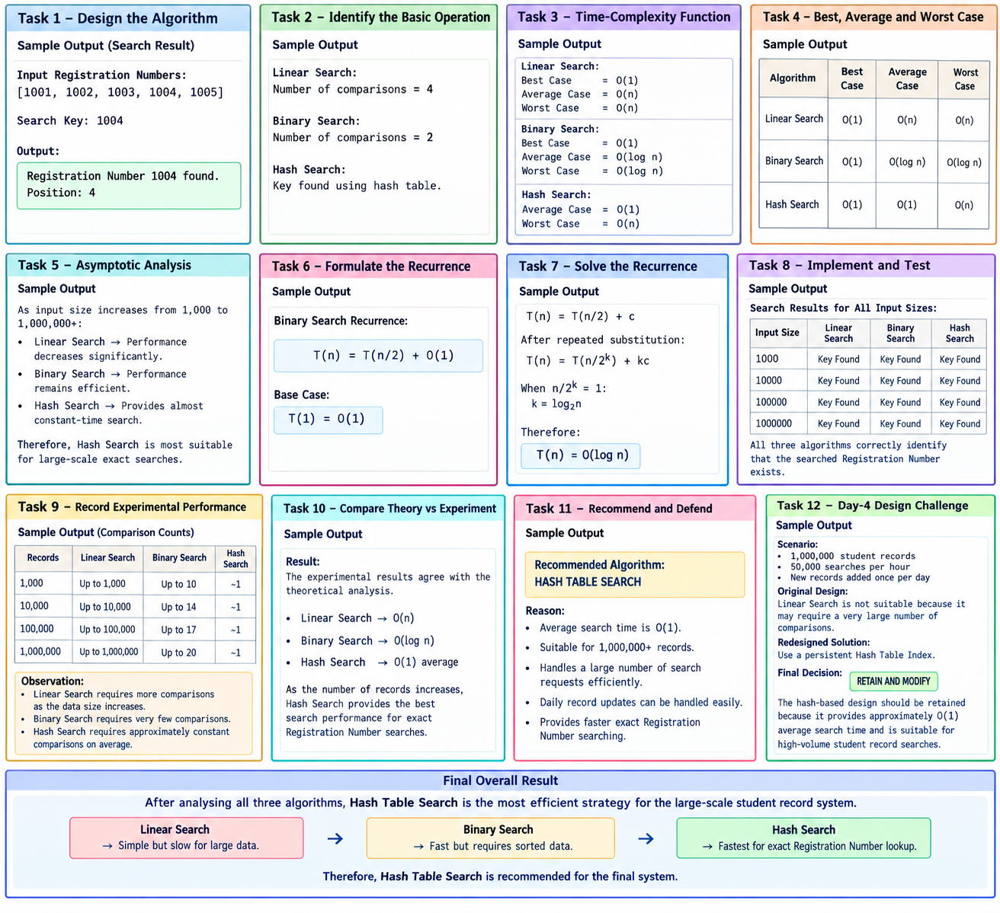 Task 1 – Design the Algorithm
Sample Output (Search Result)
Input Registration Numbers:
[1001, 1002, 1003, 1004, 1005]
Search Key: 1004
Output:
Registration Number 1004 found.
Position: 4
Task 2 – Identify the Basic Operation
Sample Output
Linear Search:
Number of comparisons = 4
Binary Search:
Number of comparisons = 2
Hash Search:
Key found using hash table.
Task 3 – Time-Complexity Function
Sample Output
Linear Search:
Best Case = O(1)
Average Case = O(n)
Worst Case = O(n)
Binary Search:
Best Case = O(1)
Average Case = O(log n)
Worst Case = O(log n)
Hash Search:
Average Case = O(1)
Worst Case = O(n)
Task 4 – Best, Average and Worst Case
Sample Output
Algorithm Best Case Average Case Worst Case
Linear Search O(1) O(n) O(n)
Binary Search O(1) O(log n) O(log n)
Hash Search O(1) O(1) O(n)
Task 5 – Asymptotic Analysis
Sample Output
As input size increases from 1,000 to
1,000,000+:
• Linear Search → Performance
decreases significantly.
• Binary Search → Performance
remains efficient.
• Hash Search → Provides almost
constant-time search.
Therefore, Hash Search is most suitable
for large-scale exact searches.
Task 6 – Formulate the Recurrence
Sample Output
Binary Search Recurrence:
T(n) = T(n/2) + O(1)
Base Case:
T(1) = O(1)
Task 7 – Solve the Recurrence
Sample Output
T(n) = T(n/2) + c
After repeated substitution:
T(n) = T(n/2ᵏ) + kc
When n/2ᵏ = 1:
k = log₂n
Therefore:
T(n) = O(log n)
Task 8 – Implement and Test
Sample Output
Search Results for All Input Sizes:
Input Size Linear Search Binary Search Hash Search
1000 Key Found Key Found Key Found
10000 Key Found Key Found Key Found
100000 Key Found Key Found Key Found
1000000 Key Found Key Found Key Found
All three algorithms correctly identify
that the searched Registration Number
exists.
Task 9 – Record Experimental Performance
Sample Output (Comparison Counts)
Records Linear Search Binary Search Hash Search
1,000 Up to 1,000 Up to 10 ~1
10,000 Up to 10,000 Up to 14 ~1
100,000 Up to 100,000 Up to 17 ~1
1,000,000 Up to 1,000,000 Up to 20 ~1
Observation:
• Linear Search requires more comparisons
as the data size increases.
• Binary Search requires very few comparisons.
• Hash Search requires approximately constant
comparisons on average.
Task 10 – Compare Theory vs Experiment
Sample Output
Result:
The experimental results agree with the
theoretical analysis.
• Linear Search → O(n)
• Binary Search → O(log n)
• Hash Search → O(1) average
As the number of records increases,
Hash Search provides the best
search performance for exact
Registration Number searches.
Task 11 – Recommend and Defend
Sample Output
Recommended Algorithm:
HASH TABLE SEARCH
Reason:
• Average search time is O(1).
• Suitable for 1,000,000+ records.
• Handles a large number of search
requests efficiently.
• Daily record updates can be handled easily.
• Provides faster exact Registration
Number searching.
Task 12 – Day-4 Design Challenge
Sample Output
Scenario:
• 1,000,000 student records
• 50,000 searches per hour
• New records added once per day
Original Design:
Linear Search is not suitable because it
may require a very large number of
comparisons.
Redesigned Solution:
Use a persistent Hash Table Index.
Final Decision: RETAIN AND MODIFY
The hash-based design should be retained
because it provides approximately O(1)
average search time and is suitable for
high-volume student record searches.
Final Overall Result
After analysing all three algorithms, Hash Table Search is the most efficient strategy for the large-scale student record system.
Linear Search
→ Simple but slow for large data.
→
Binary Search
→ Fast but requires sorted data.
→
Hash Search
→ Fastest for exact Registration Number lookup.
Therefore, Hash Table Search is recommended for the final system.